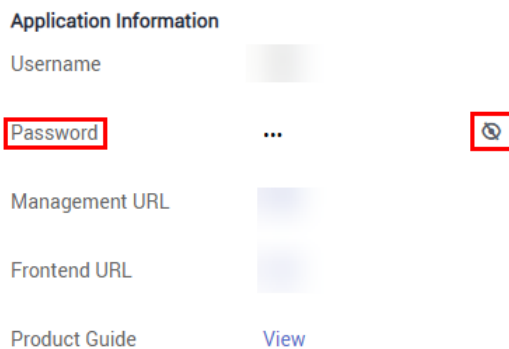 Application Information
Username
Password •••
Management URL
Frontend URL
Product Guide View